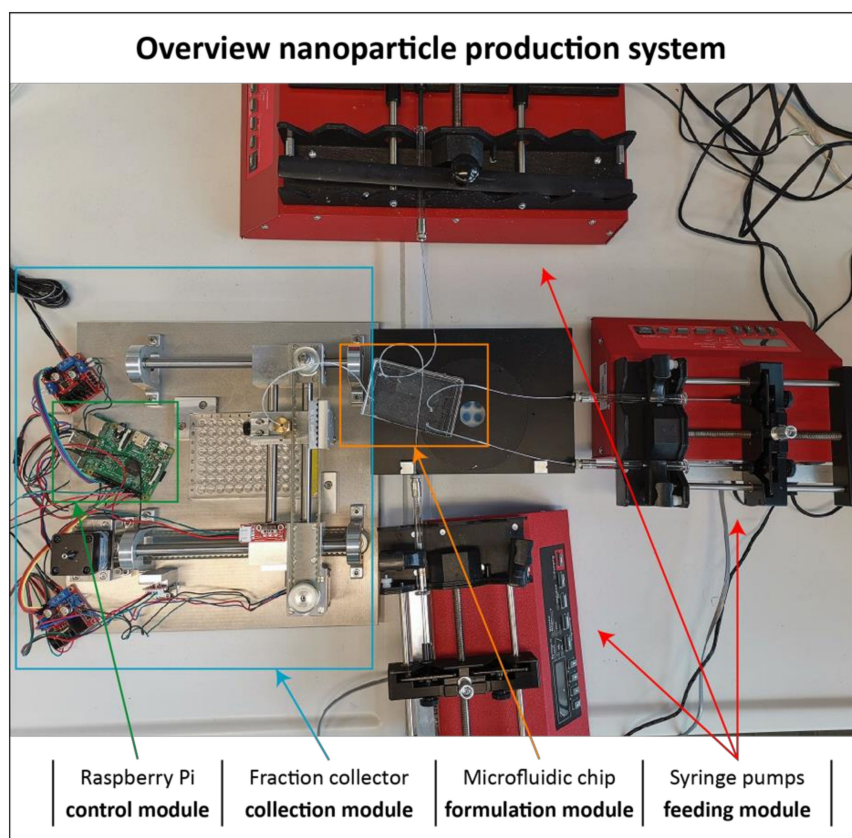 Overview nanoparticle production system
Raspberry Pi
control module
Fraction collector
collection module
Microfluidic chip
formulation module
Syringe pumps
feeding module